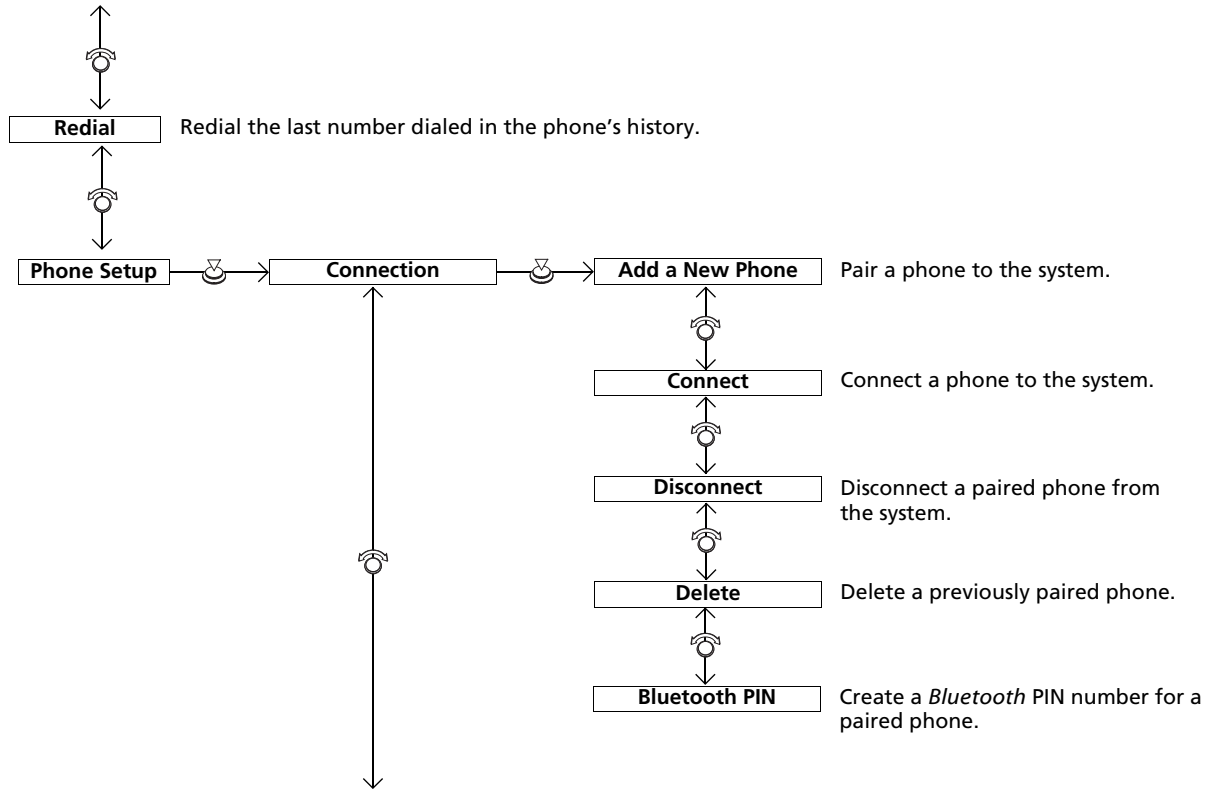 Redial
Redial the last number dialed in the phone’s history.
Phone Setup
Connection
Add a New Phone
Pair a phone to the system.
Connect
Connect a phone to the system.
Disconnect
Disconnect a paired phone from
the system.
Delete
Delete a previously paired phone.
Bluetooth PIN
Create a Bluetooth PIN number for a
paired phone.